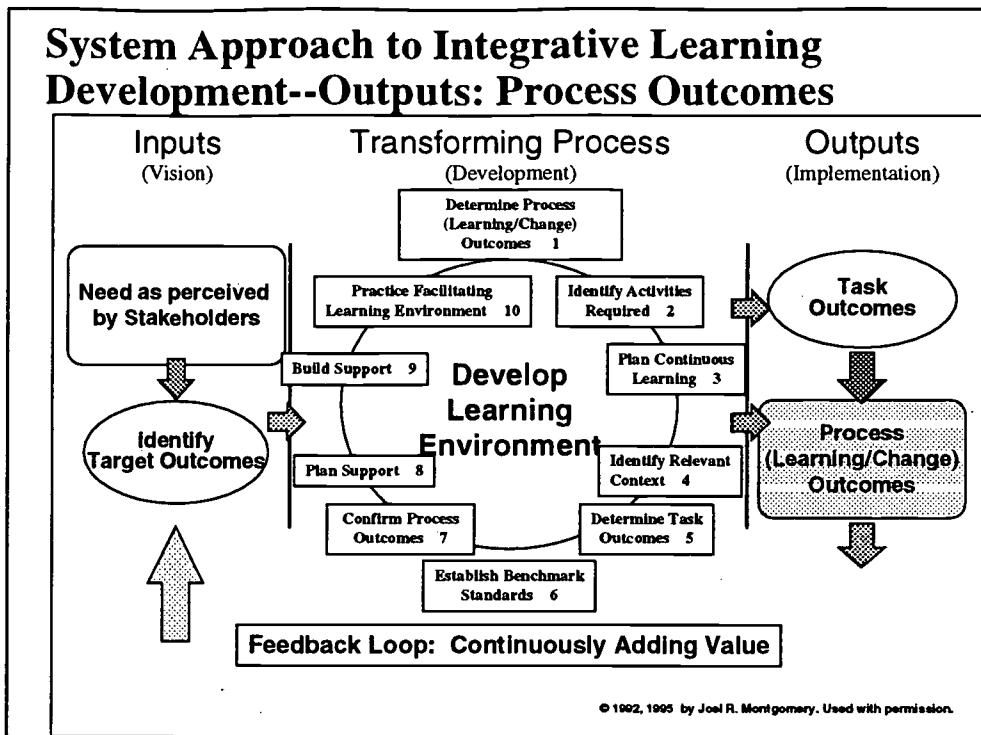 System Approach to Integrative Learning
Development--Outputs: Process Outcomes
Inputs
(Vision)
Transforming Process
(Development)
Outputs
(Implementation)
Determine Process
(Learning/Change)
Outcomes 1
Need as perceived
by Stakeholders
Practice Facilitating
Learning Environment 10
Identify Activities
Required 2
Task
Outcomes
Build Support 9
Develop
Learning
Environment
Plan Continuous
Learning 3
Identify
Target Outcomes
Process
(Learning/Change)
Outcomes
Plan Support 8
Identify Relevant
Context 4
Confirm Process
Outcomes 7
Determine Task
Outcomes 5
Establish Benchmark
Standards 6
Feedback Loop: Continuously Adding Value
© 1992, 1995 by Joel R. Montgomery. Used with permission.